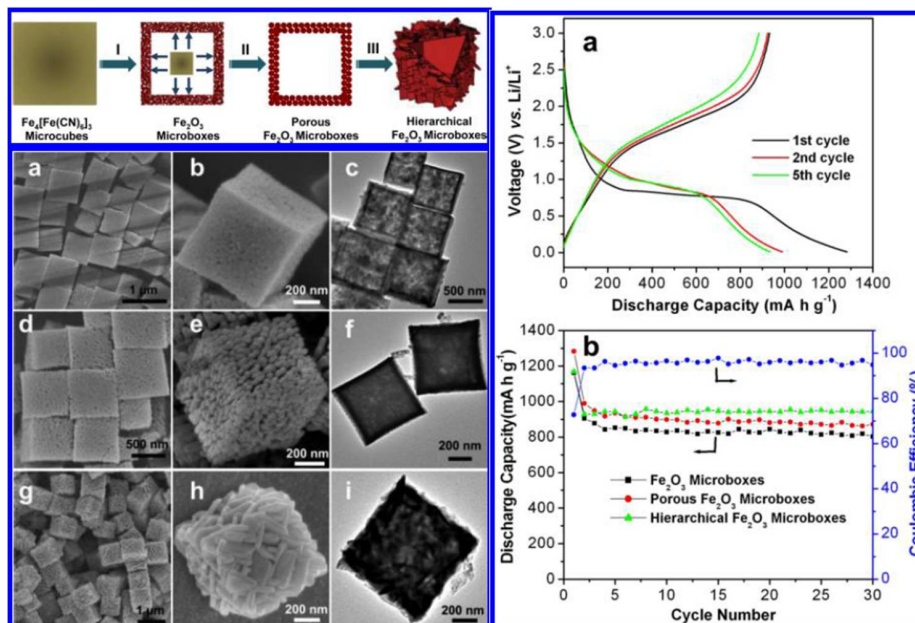 I
II
III
Fe₄[Fe(CN)₆]₃
Microcubes
Fe₂O₃
Microboxes
Porous
Fe₂O₃ Microboxes
Hierarchical
Fe₂O₃ Microboxes
a
1 µm
b
200 nm
c
500 nm
d
500 nm
e
200 nm
f
200 nm
g
1 µm
h
200 nm
i
200 nm
a
Voltage (V) vs. Li/Li⁺
3.0
2.5
2.0
1.5
1.0
0.5
0.0
1st cycle
2nd cycle
5th cycle
0 200 400 600 800 1000 1200 1400
Discharge Capacity (mA h g⁻¹)
b
Discharge Capacity(mAh g⁻¹)
1400
1200
1000
800
600
400
200
0
Fe₂O₃ Microboxes
Porous Fe₂O₃ Microboxes
Hierarchical Fe₂O₃ Microboxes
100
80
60
40
20
0
Coulombic Efficiency (%)
0 5 10 15 20 25 30
Cycle Number